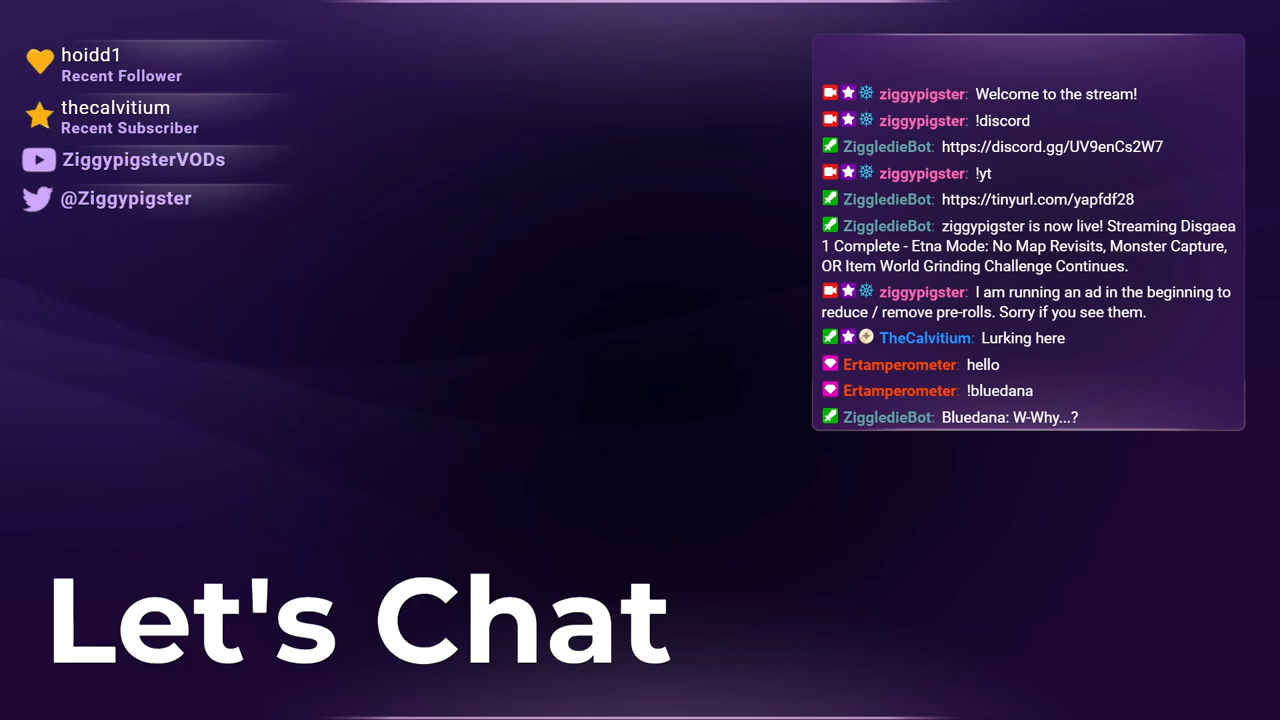 hoidd1
Recent Follower
thecalvitium
Recent Subscriber
ZiggypigsterVODs
@Ziggypigster
ziggypigster: Welcome to the stream!
ziggypigster: !discord
ZiggledieBot: https://discord.gg/UV9enCs2W7
ziggypigster: !yt
ZiggledieBot: https://tinyurl.com/yapfdf28
ZiggledieBot: ziggypigster is now live! Streaming Disgaea
1 Complete - Etna Mode: No Map Revisits, Monster Capture,
OR Item World Grinding Challenge Continues.
ziggypigster: I am running an ad in the beginning to
reduce / remove pre-rolls. Sorry if you see them.
TheCalvitium: Lurking here
Ertamperometer: hello
Ertamperometer: !bluedana
ZiggledieBot: Bluedana: W-Why...?
Let's Chat